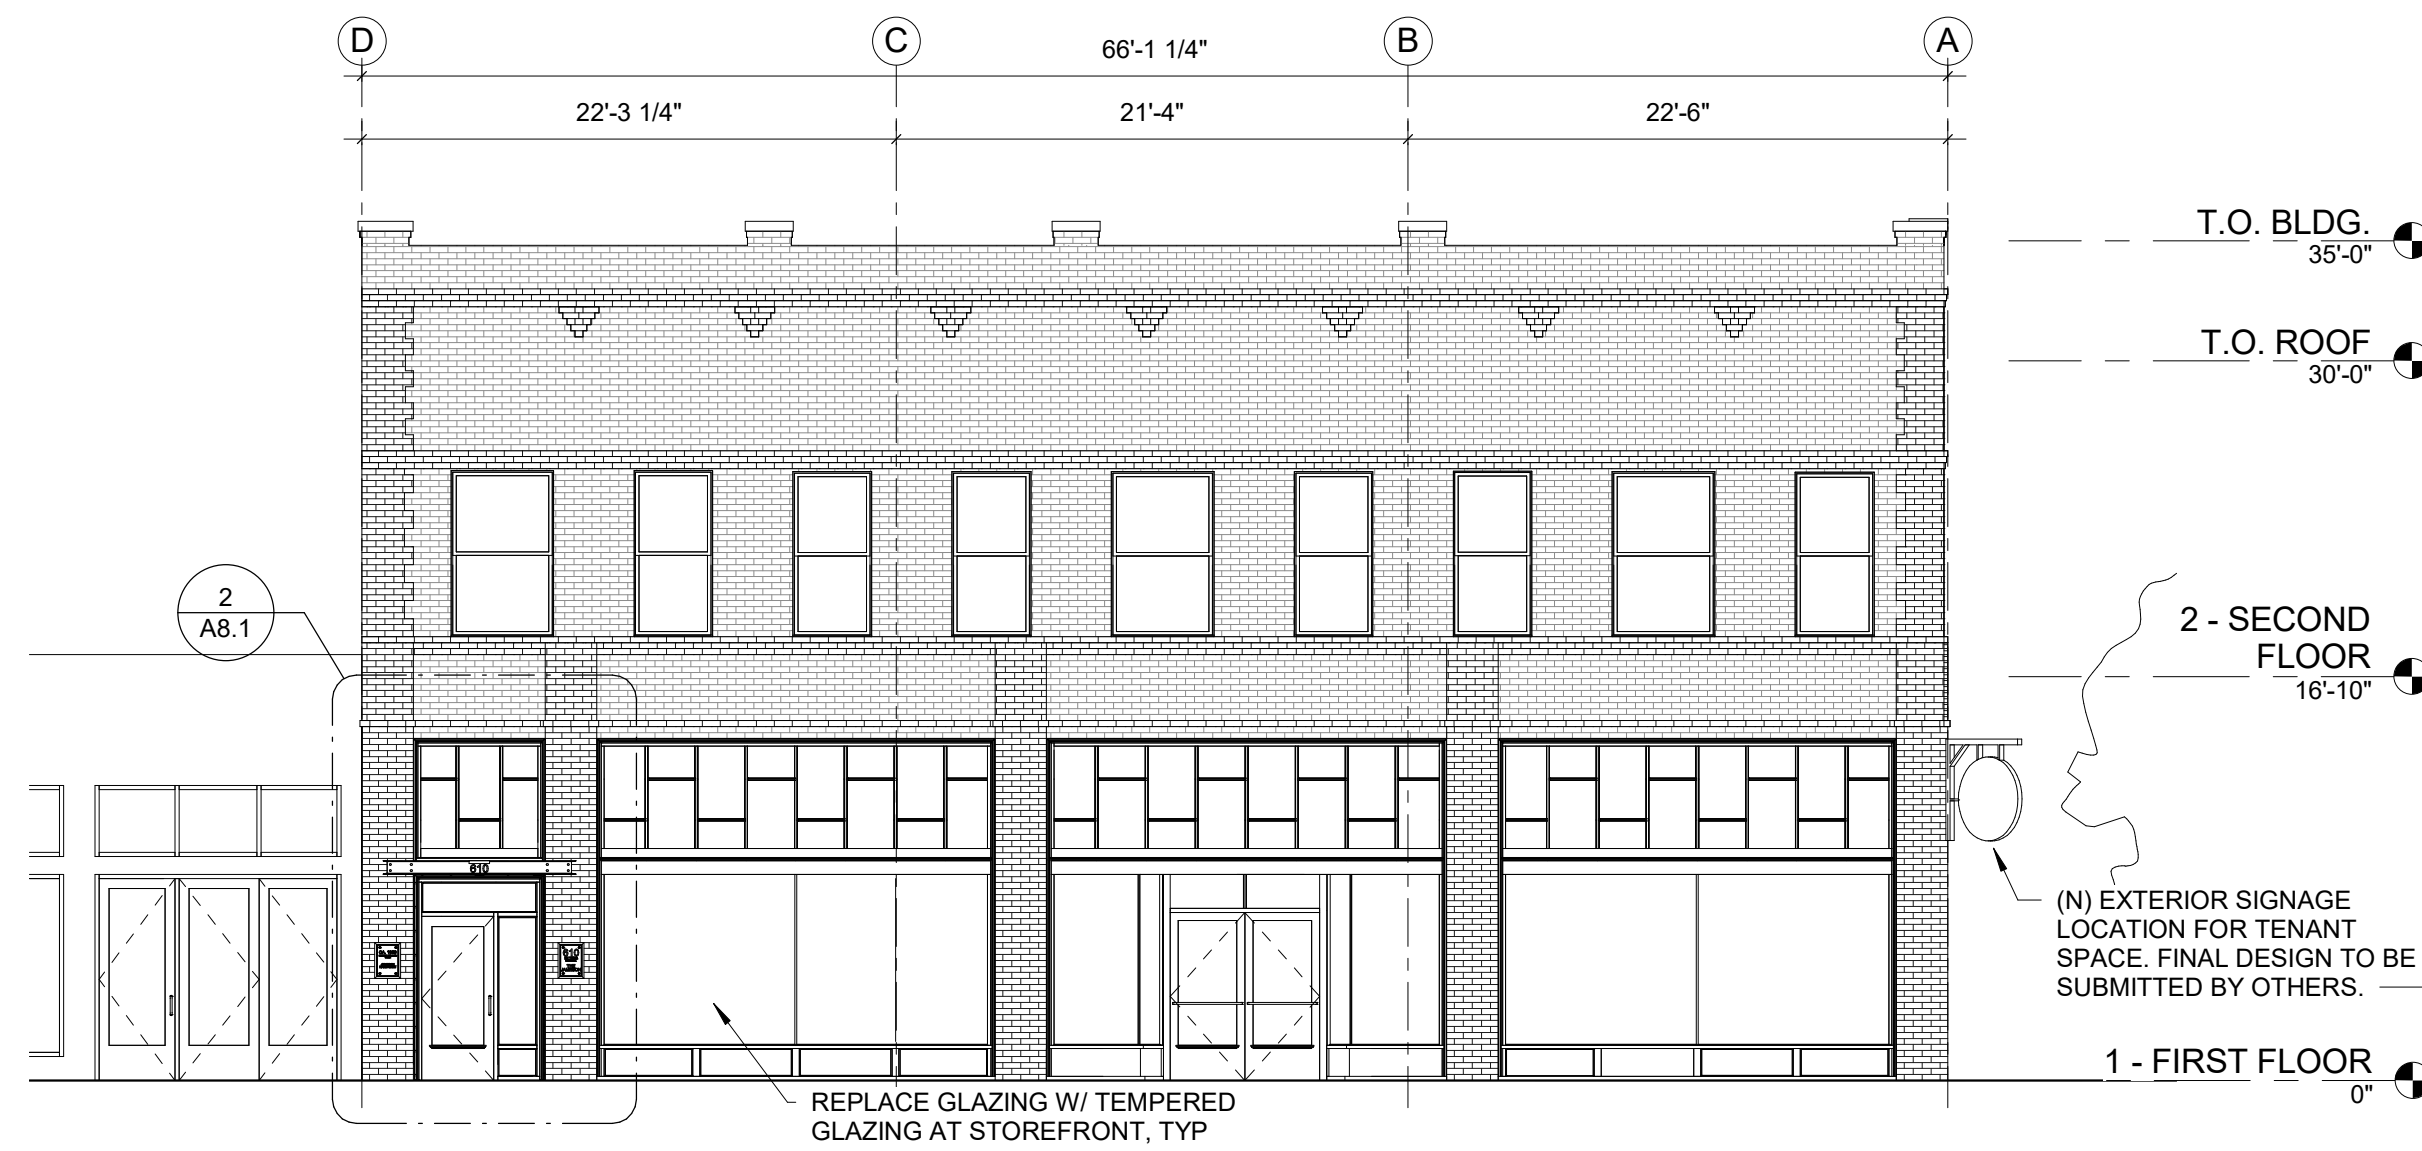 D
C
B
A
66'-1 1/4"
22'-3 1/4"
21'-4"
22'-6"
T.O. BLDG.
35'-0"
T.O. ROOF
30'-0"
2
A8.1
2 - SECOND
FLOOR
16'-10"
610
610
(N) EXTERIOR SIGNAGE
LOCATION FOR TENANT
SPACE. FINAL DESIGN TO BE
SUBMITTED BY OTHERS.
1 - FIRST FLOOR
0"
REPLACE GLAZING W/ TEMPERED
GLAZING AT STOREFRONT, TYP